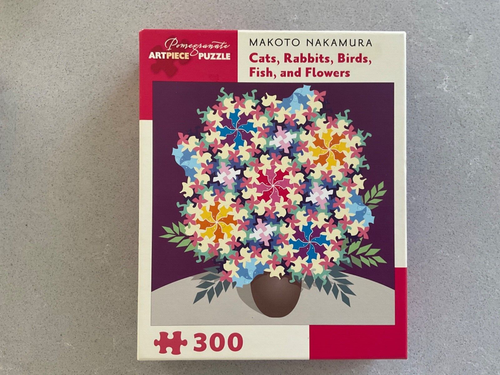 Pomegranate
ARTPIECE PUZZLE
MAKOTO NAKAMURA
Cats, Rabbits, Birds,
Fish, and Flowers
300